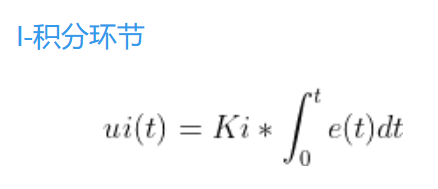 I-积分环节
ui(t) = Ki * ∫₀ᵗ e(t)dt